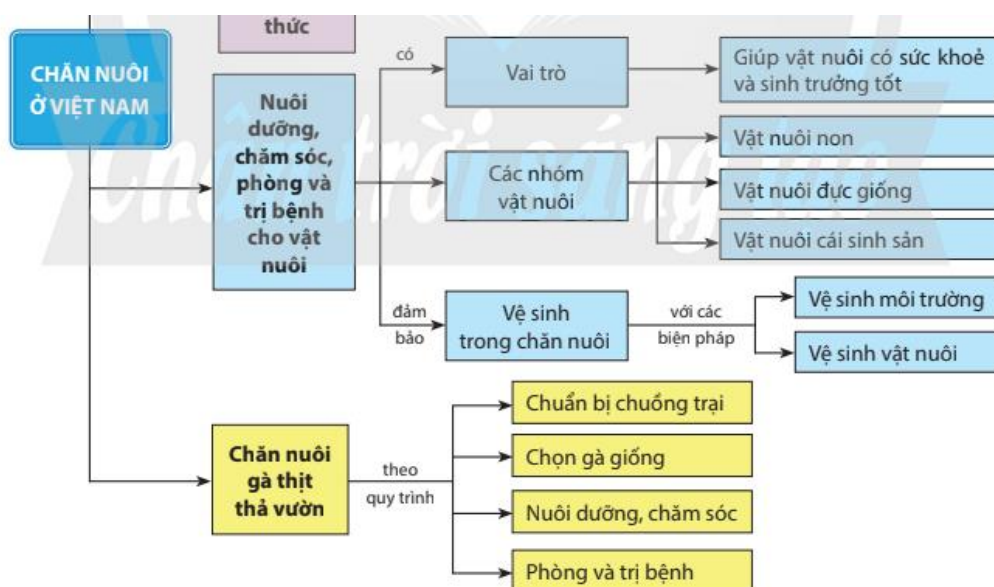 thức
CHĂN NUÔI
Ở VIỆT NAM
Nuôi
dưỡng,
chăm sóc,
phòng và
trị bệnh
cho vật
nuôi
có
Vai trò
Giúp vật nuôi có sức khoẻ
và sinh trưởng tốt
Các nhóm
vật nuôi
Vật nuôi non
Vật nuôi đực giống
Vật nuôi cái sinh sản
đảm
bảo
Vệ sinh
trong chăn nuôi
với các
biện pháp
Vệ sinh môi trường
Vệ sinh vật nuôi
Chăn nuôi
gà thịt
thả vườn
theo
quy trình
Chuẩn bị chuồng trại
Chọn gà giống
Nuôi dưỡng, chăm sóc
Phòng và trị bệnh
Chân trời sáng tạo